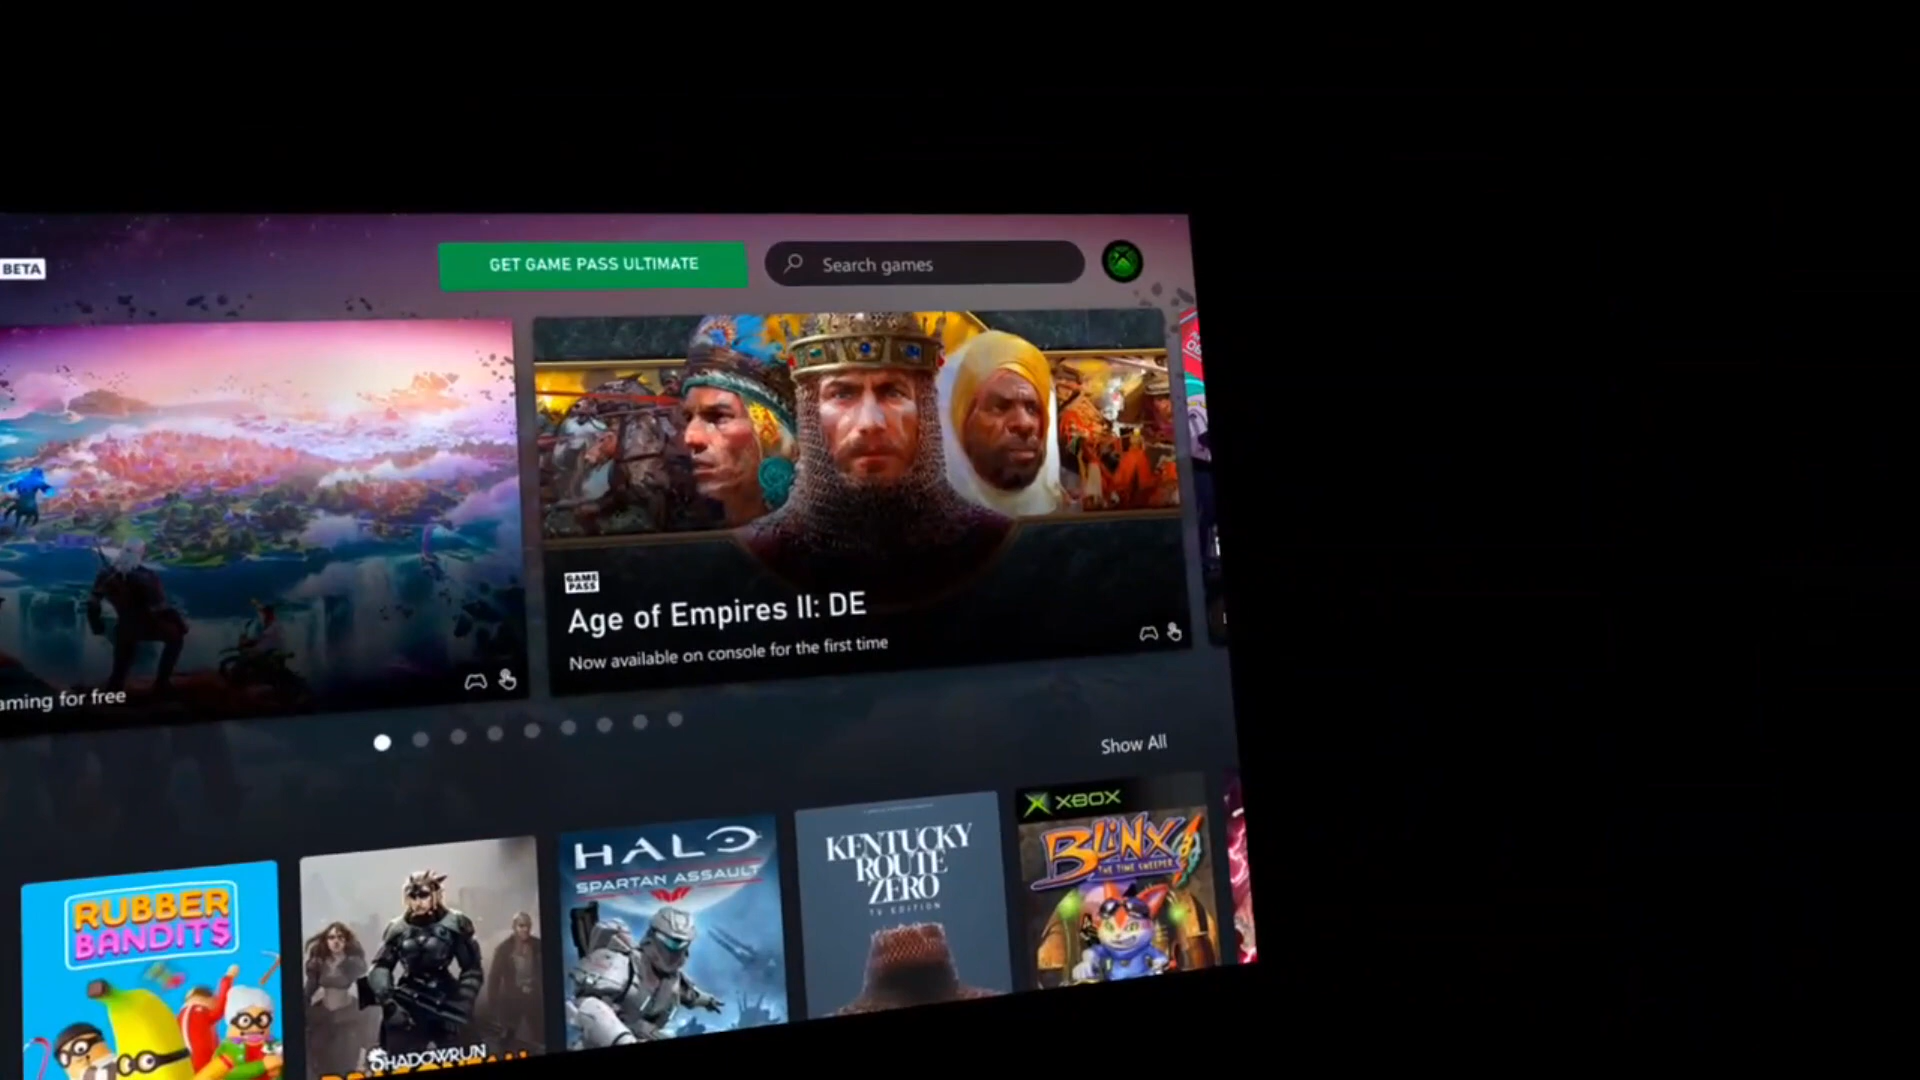 BETA
GET GAME PASS ULTIMATE
Search games
GAME
PASS
Age of Empires II: DE
Now available on console for the first time
aming for free
Show All
RUBBER
BANDITS
SHADOWRUN
HALO
SPARTAN ASSAULT
KENTUCKY
ROUTE
ZERO
TV EDITION
XBOX
BLiNX
THE TIME SWEEPER